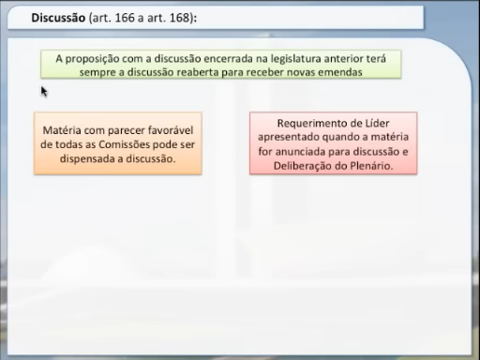 Discussão (art. 166 a art. 168):
A proposição com a discussão encerrada na legislatura anterior terá
sempre a discussão reaberta para receber novas emendas
Matéria com parecer favorável
de todas as Comissões pode ser
dispensada a discussão.
Requerimento de Líder
apresentado quando a matéria
for anunciada para discussão e
Deliberação do Plenário.